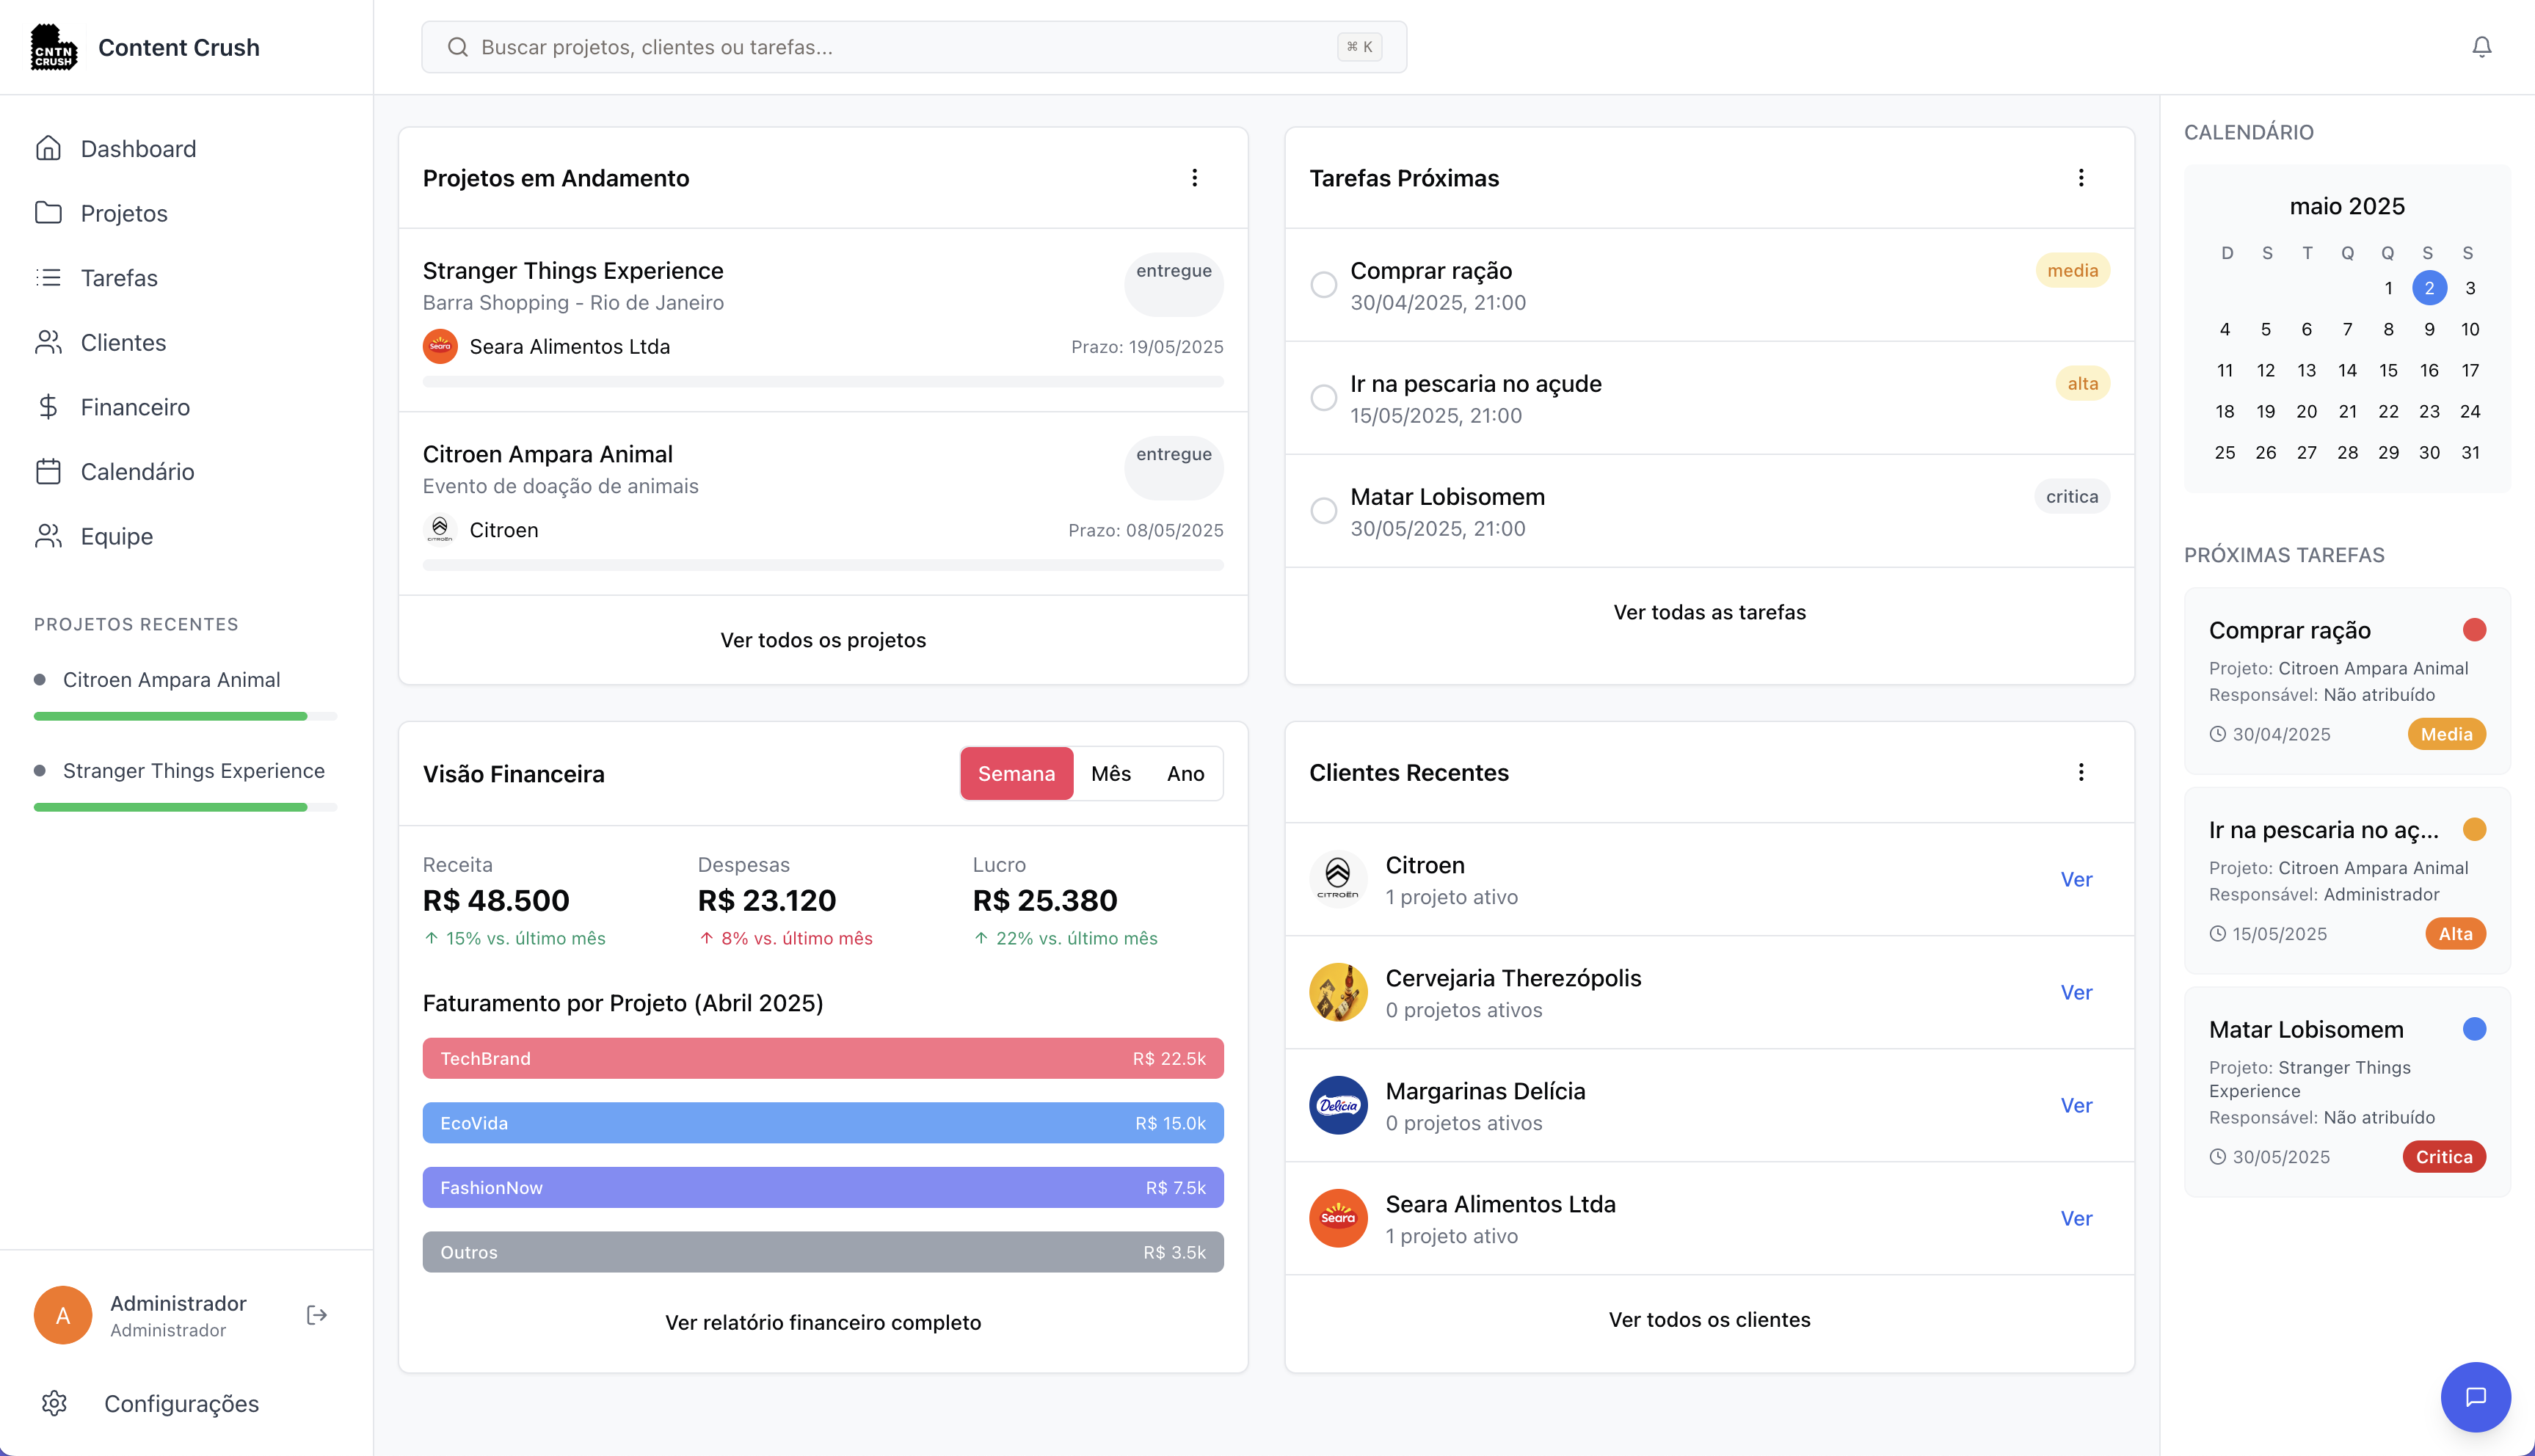 CNTN
CRUSH
Content Crush
Buscar projetos, clientes ou tarefas...
⌘ K
Dashboard
Projetos
Tarefas
Clientes
Financeiro
Calendário
Equipe
PROJETOS RECENTES
Citroen Ampara Animal
Stranger Things Experience
A
Administrador
Administrador
Configurações
Projetos em Andamento
Stranger Things Experience
entregue
Barra Shopping - Rio de Janeiro
Seara
Seara Alimentos Ltda
Prazo: 19/05/2025
Citroen Ampara Animal
entregue
Evento de doação de animais
CITROËN
Citroen
Prazo: 08/05/2025
Ver todos os projetos
Tarefas Próximas
Comprar ração
media
30/04/2025, 21:00
Ir na pescaria no açude
alta
15/05/2025, 21:00
Matar Lobisomem
critica
30/05/2025, 21:00
Ver todas as tarefas
Visão Financeira
Semana Mês Ano
Receita Despesas Lucro
R$ 48.500 R$ 23.120 R$ 25.380
↑ 15% vs. último mês ↑ 8% vs. último mês ↑ 22% vs. último mês
Faturamento por Projeto (Abril 2025)
TechBrand R$ 22.5k
EcoVida R$ 15.0k
FashionNow R$ 7.5k
Outros R$ 3.5k
Ver relatório financeiro completo
Clientes Recentes
CITROËN
Citroen
1 projeto ativo
Ver
Cervejaria Therezópolis
0 projetos ativos
Ver
Delícia
Margarinas Delícia
0 projetos ativos
Ver
Seara
Seara Alimentos Ltda
1 projeto ativo
Ver
Ver todos os clientes
CALENDÁRIO
maio 2025
D S T Q Q S S
1 2 3
4 5 6 7 8 9 10
11 12 13 14 15 16 17
18 19 20 21 22 23 24
25 26 27 28 29 30 31
PRÓXIMAS TAREFAS
Comprar ração
Projeto: Citroen Ampara Animal
Responsável: Não atribuído
30/04/2025
Media
Ir na pescaria no aç...
Projeto: Citroen Ampara Animal
Responsável: Administrador
15/05/2025
Alta
Matar Lobisomem
Projeto: Stranger Things
Experience
Responsável: Não atribuído
30/05/2025
Critica